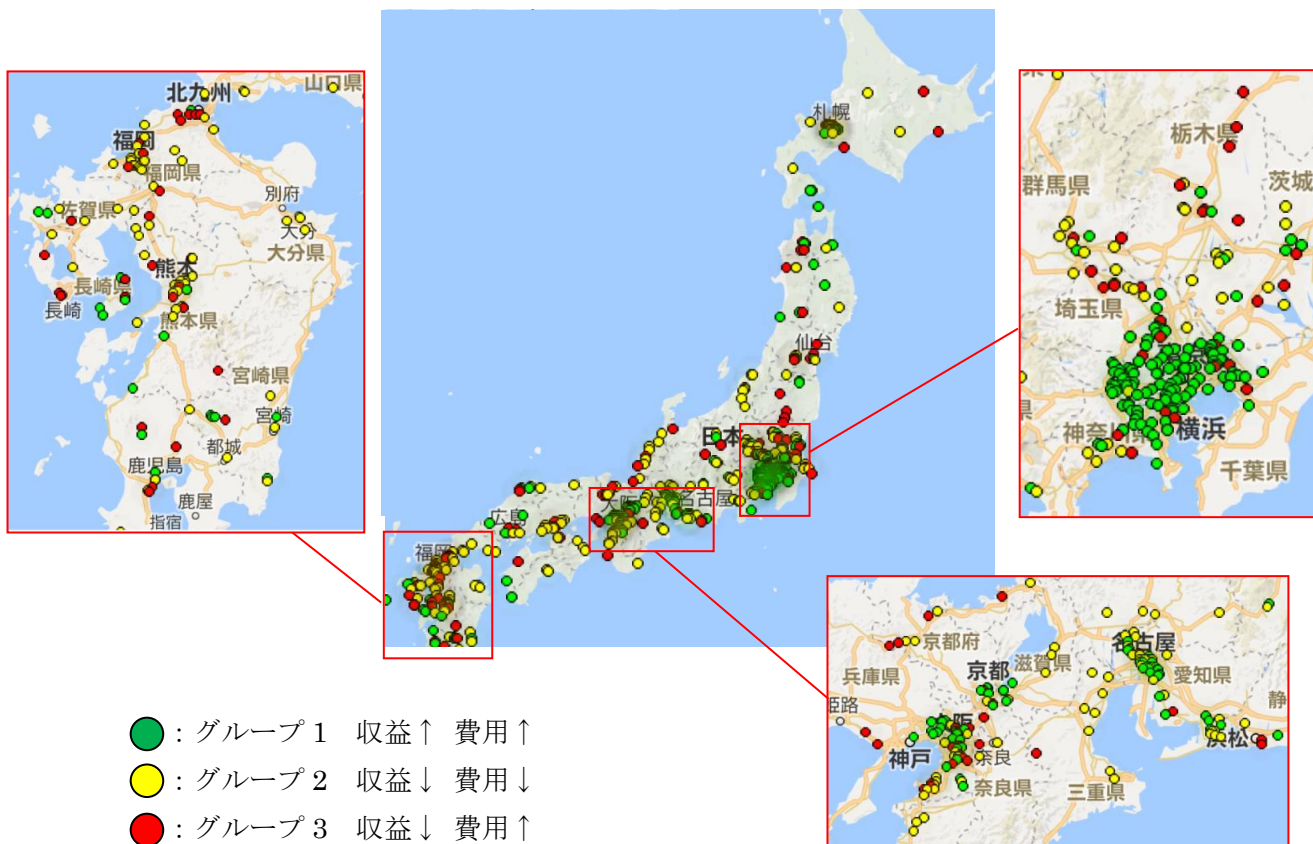 札幌
仙台
日本
名古屋
広島
福岡
北九州
山口県
福岡
福岡県
別府
佐賀県
大分
大分県
熊本
長崎県
長崎
熊本県
宮崎県
宮崎
都城
鹿児島
鹿屋
指宿
栃木県
群馬県
茨城
埼玉県
神奈川県
横浜
千葉県
京都府
名古屋
兵庫県
京都
滋賀県
愛知県
静
姫路
大阪
浜松
神戸
奈良
奈良県
三重県
:グループ1 収益↑ 費用↑
:グループ2 収益↓ 費用↓
:グループ3 収益↓ 費用↑